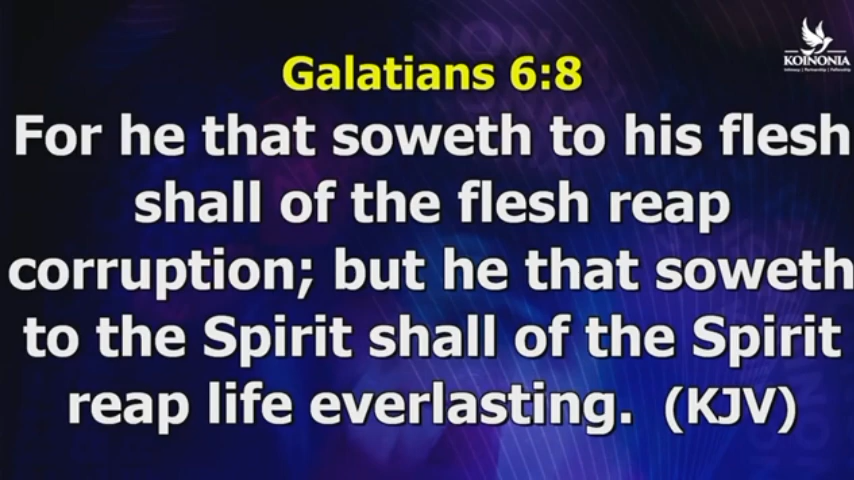 KOINONIA
Galatians 6:8
For he that soweth to his flesh
shall of the flesh reap
corruption; but he that soweth
to the Spirit shall of the Spirit
reap life everlasting. (KJV)